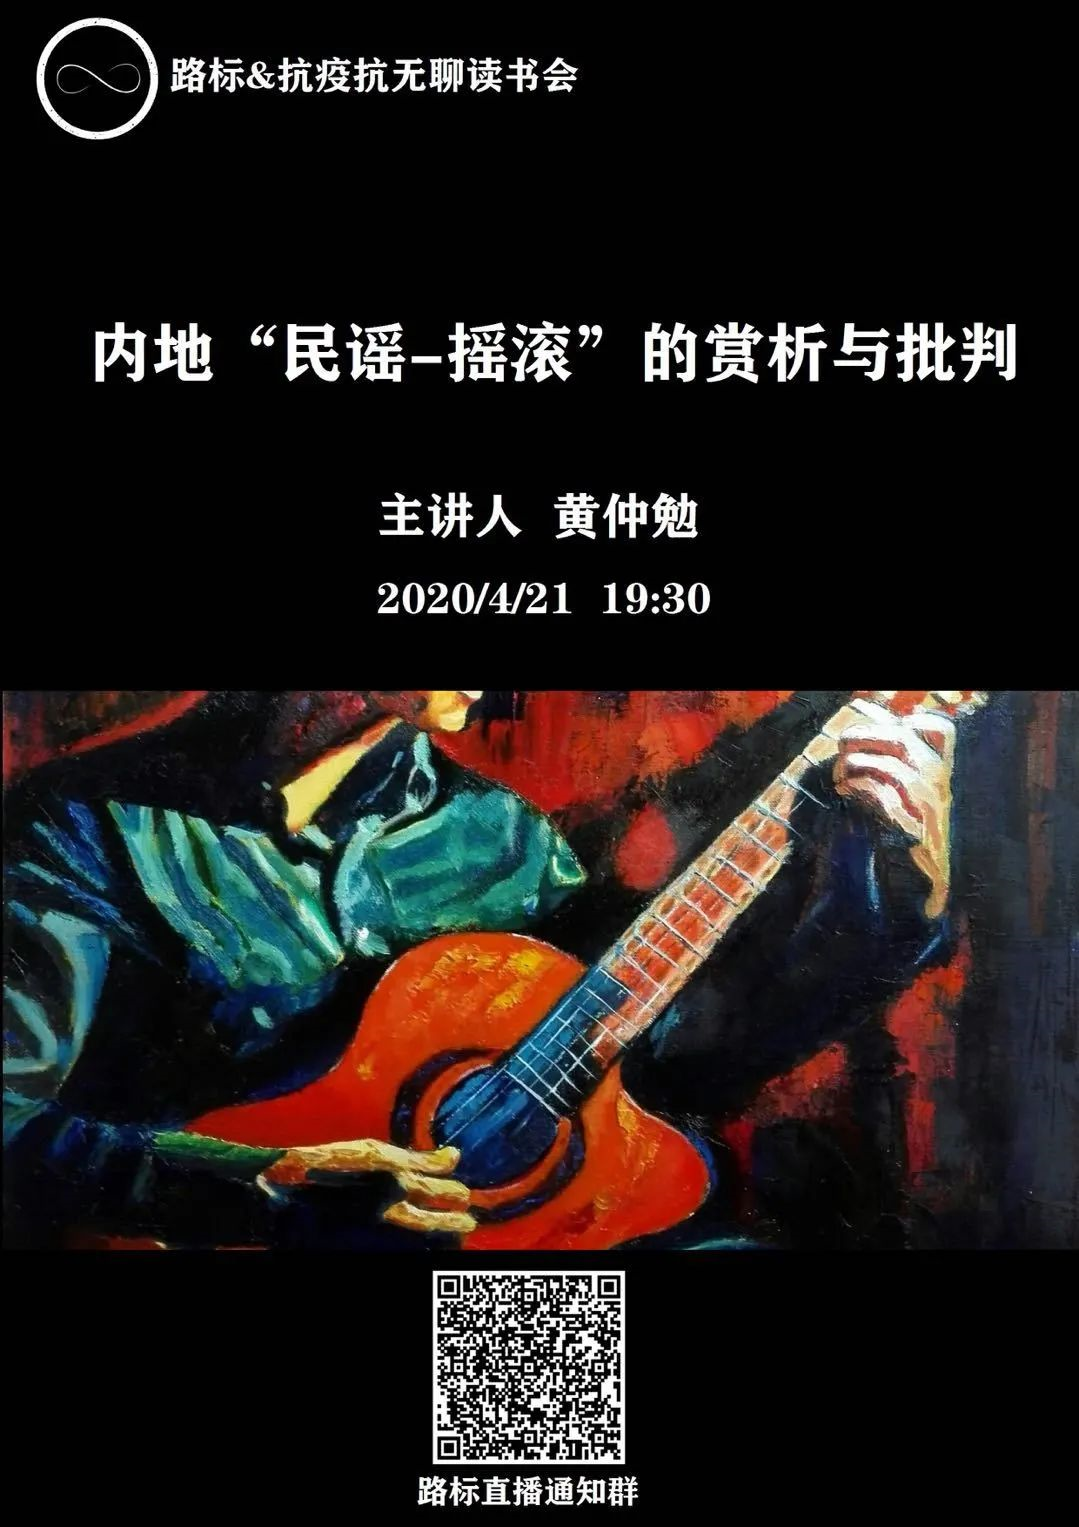 路标&抗疫抗无聊读书会
内地“民谣-摇滚”的赏析与批判
主讲人 黄仲勉
2020/4/21 19:30
路标直播通知群